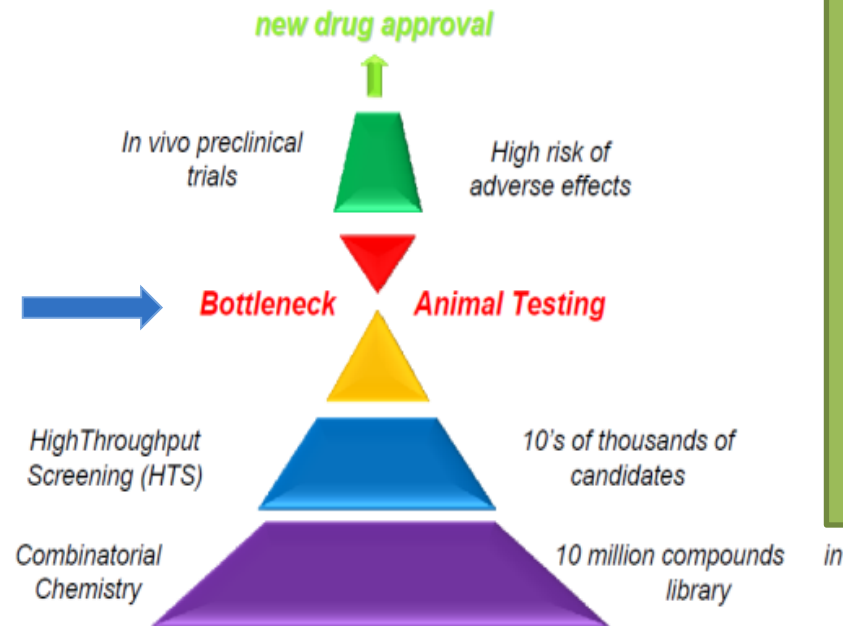 new drug approval
In vivo preclinical
trials
High risk of
adverse effects
Bottleneck
Animal Testing
HighThroughput
Screening (HTS)
10's of thousands of
candidates
Combinatorial
Chemistry
10 million compounds
library
in